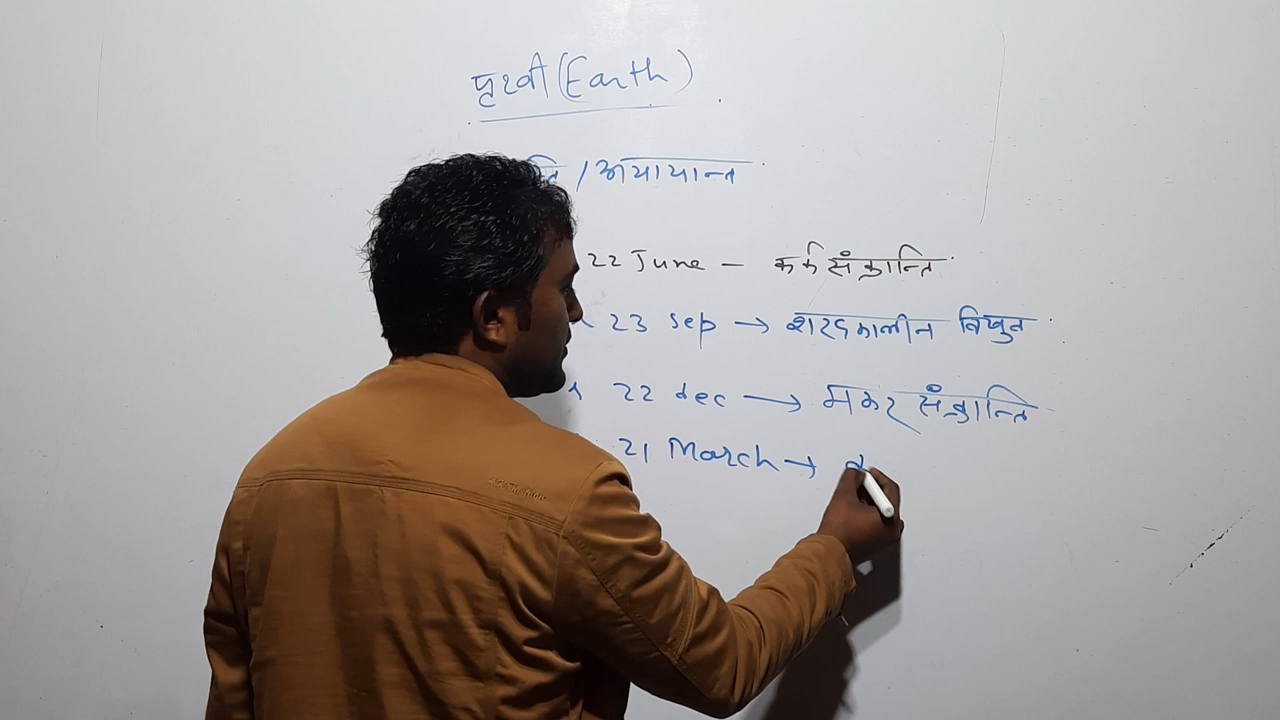 पृथ्वी (Earth)
/अयायान्त
22 June - कर्क संक्रान्ति
23 Sep → शरदकालीन विषुत
22 dec → मकर संक्रान्ति
21 March →